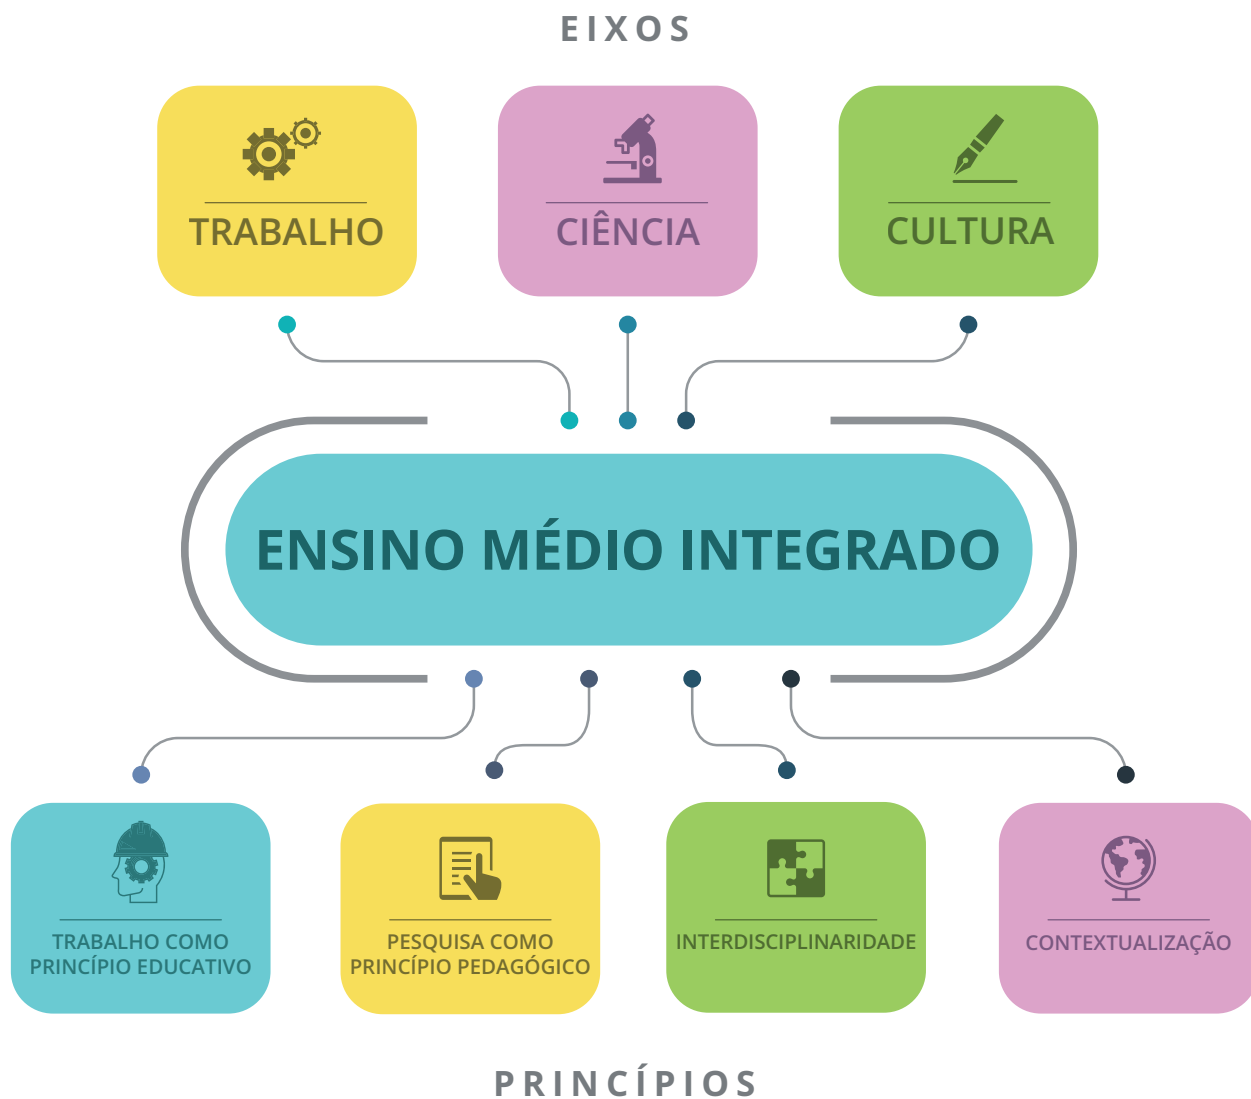 EIXOS
TRABALHO
CIÊNCIA
CULTURA
ENSINO MÉDIO INTEGRADO
TRABALHO COMO
PRINCÍPIO EDUCATIVO
PESQUISA COMO
PRINCÍPIO PEDAGÓGICO
INTERDISCIPLINARIDADE
CONTEXTUALIZAÇÃO
PRINCÍPIOS